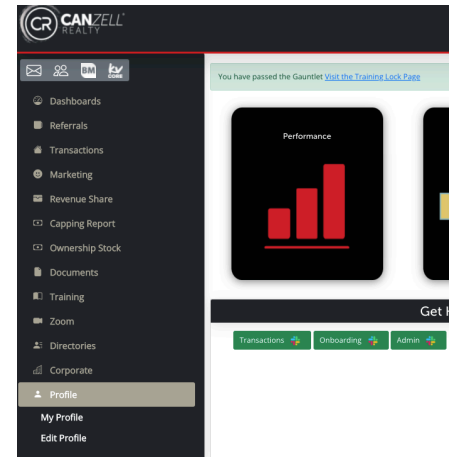 CR CANZELL
REALTY
BM kv
CORE
You have passed the Gauntlet Visit the Training Lock Page
Dashboards
Referrals
Transactions
Marketing
Revenue Share
Capping Report
Ownership Stock
Documents
Training
Zoom
Directories
Corporate
Profile
My Profile
Edit Profile
Performance
Get H
Transactions Onboarding Admin